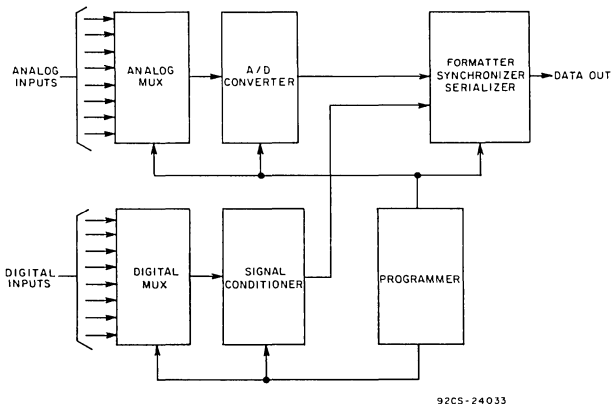 ANALOG
INPUTS
ANALOG
MUX
A/D
CONVERTER
FORMATTER
SYNCHRONIZER
SERIALIZER
DATA OUT
DIGITAL
INPUTS
DIGITAL
MUX
SIGNAL
CONDITIONER
PROGRAMMER
92CS-24033